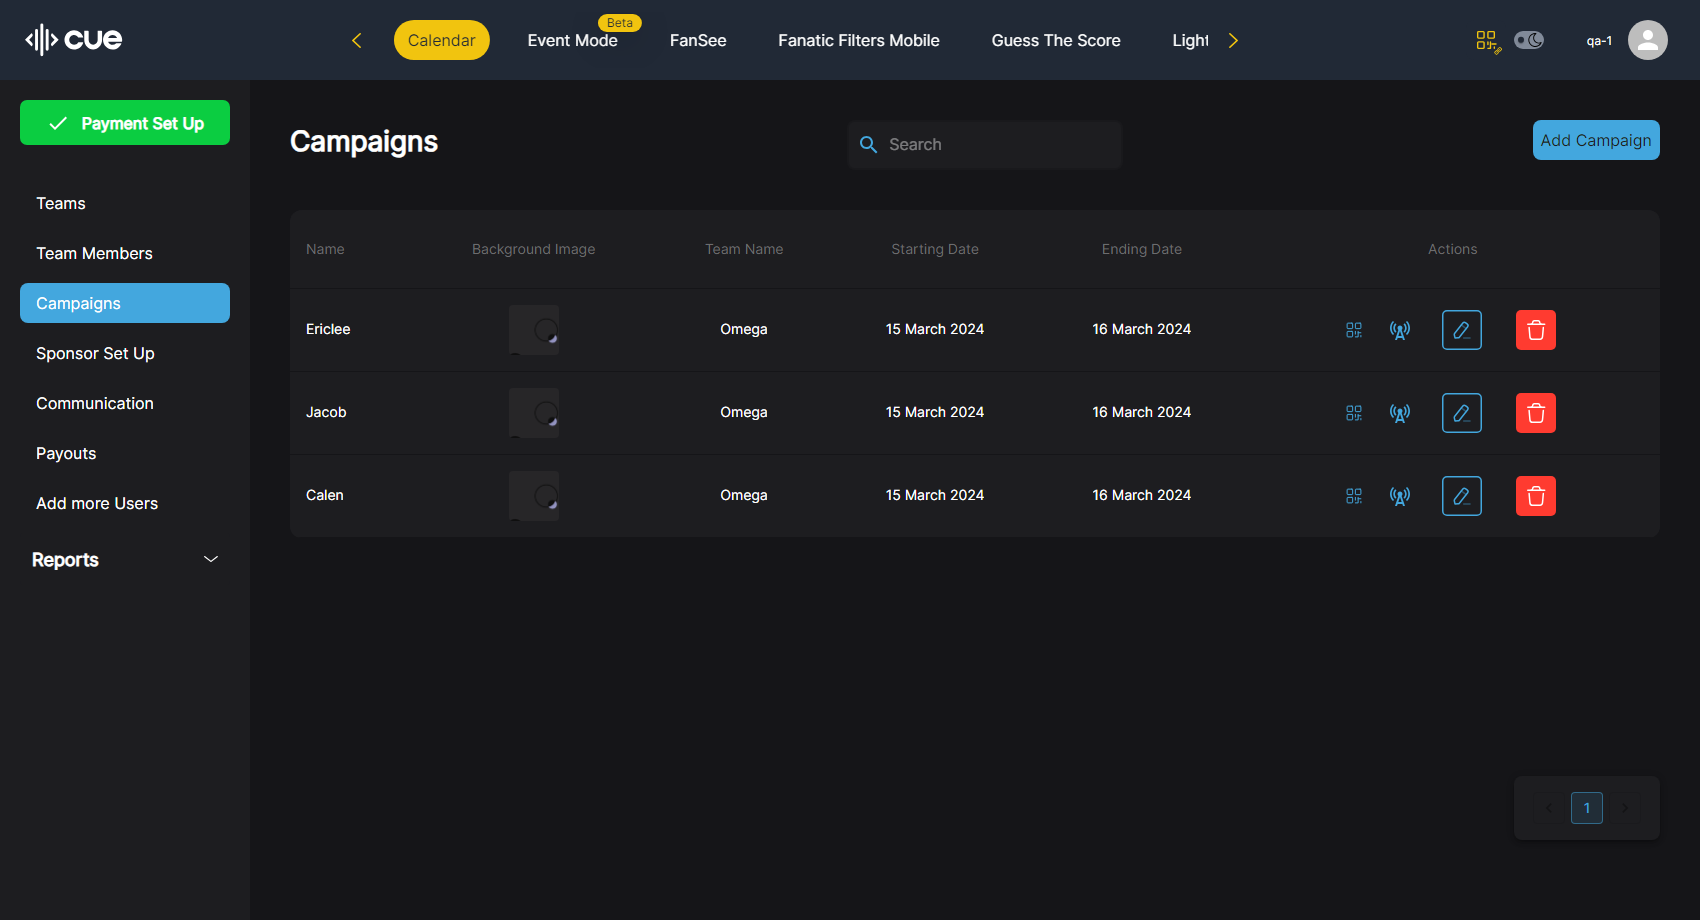 cue
Calendar
Event Mode
Beta
FanSee
Fanatic Filters Mobile
Guess The Score
Light
qa-1
Payment Set Up
Teams
Team Members
Campaigns
Sponsor Set Up
Communication
Payouts
Add more Users
Reports
Campaigns
Search
Add Campaign
Name Background Image Team Name Starting Date Ending Date Actions
Ericlee Omega 15 March 2024 16 March 2024
Jacob Omega 15 March 2024 16 March 2024
Calen Omega 15 March 2024 16 March 2024
1